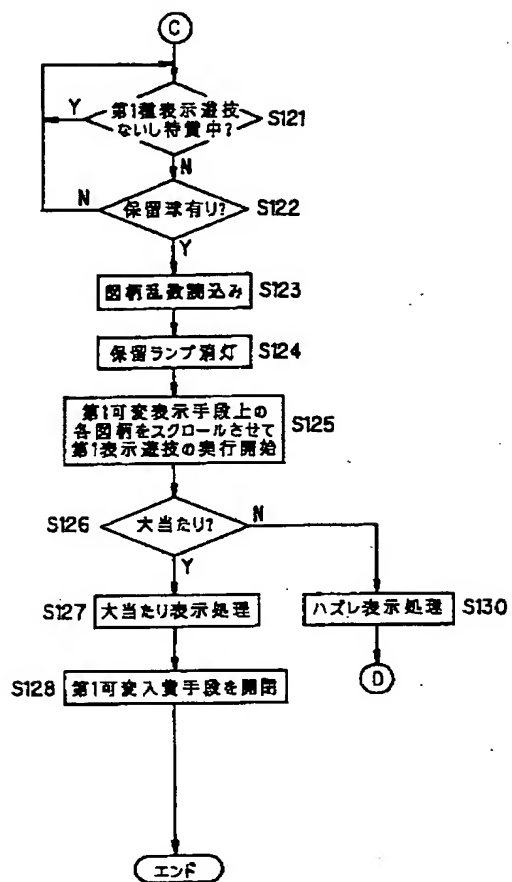 C
第1種表示遊技
ないし特賞中？
S121
Y
N
保留球有り？
S122
N
Y
図柄乱数読込み
S123
保留ランプ消灯
S124
第1可変表示手段上の
各図柄をスクロールさせて
第1表示遊技の実行開始
S125
S126
大当たり？
N
Y
S127
大当たり表示処理
ハズレ表示処理
S130
D
S128
第1可変入賞手段を開閉
エンド